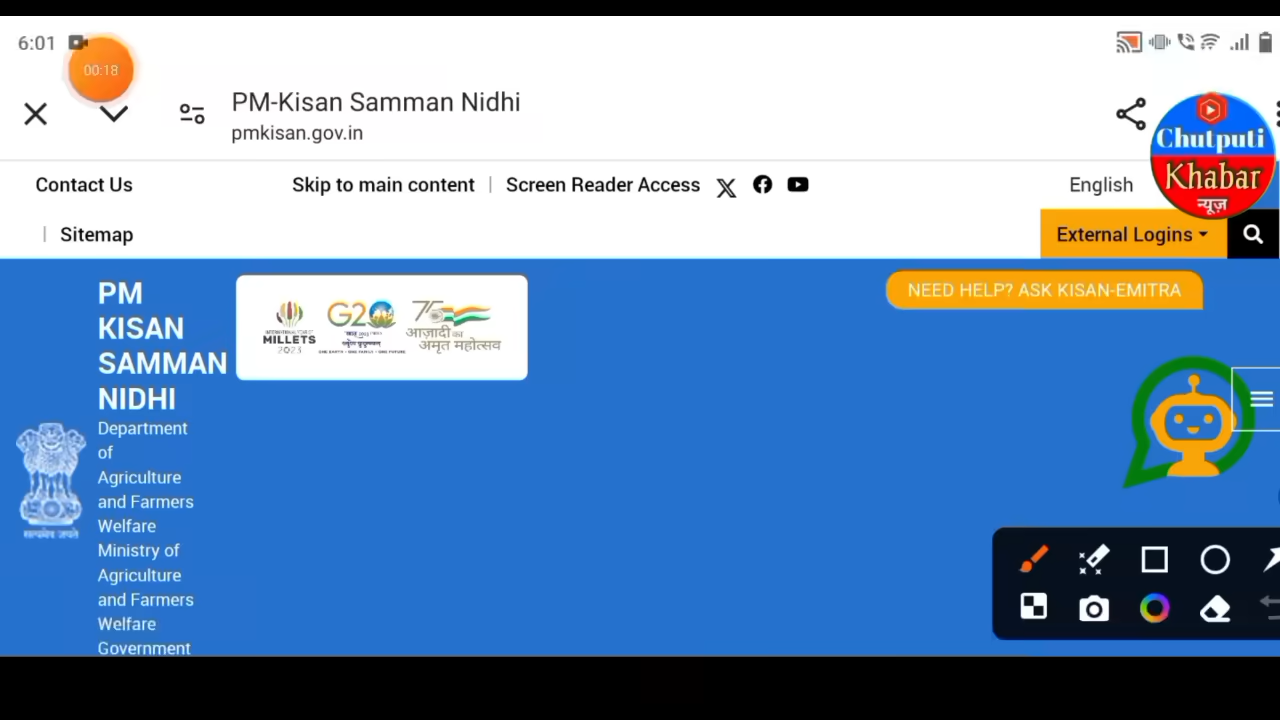 6:01
00:18
PM-Kisan Samman Nidhi
pmkisan.gov.in
Chutputi
Khabar
न्यूज़
Contact Us
Skip to main content | Screen Reader Access
English
| Sitemap
External Logins
PM
KISAN
SAMMAN
NIDHI
Department
of
Agriculture
and Farmers
Welfare
Ministry of
Agriculture
and Farmers
Welfare
Government
MILLETS
2023
G20
75
आज़ादी का
अमृत महोत्सव
NEED HELP? ASK KISAN-EMITRA